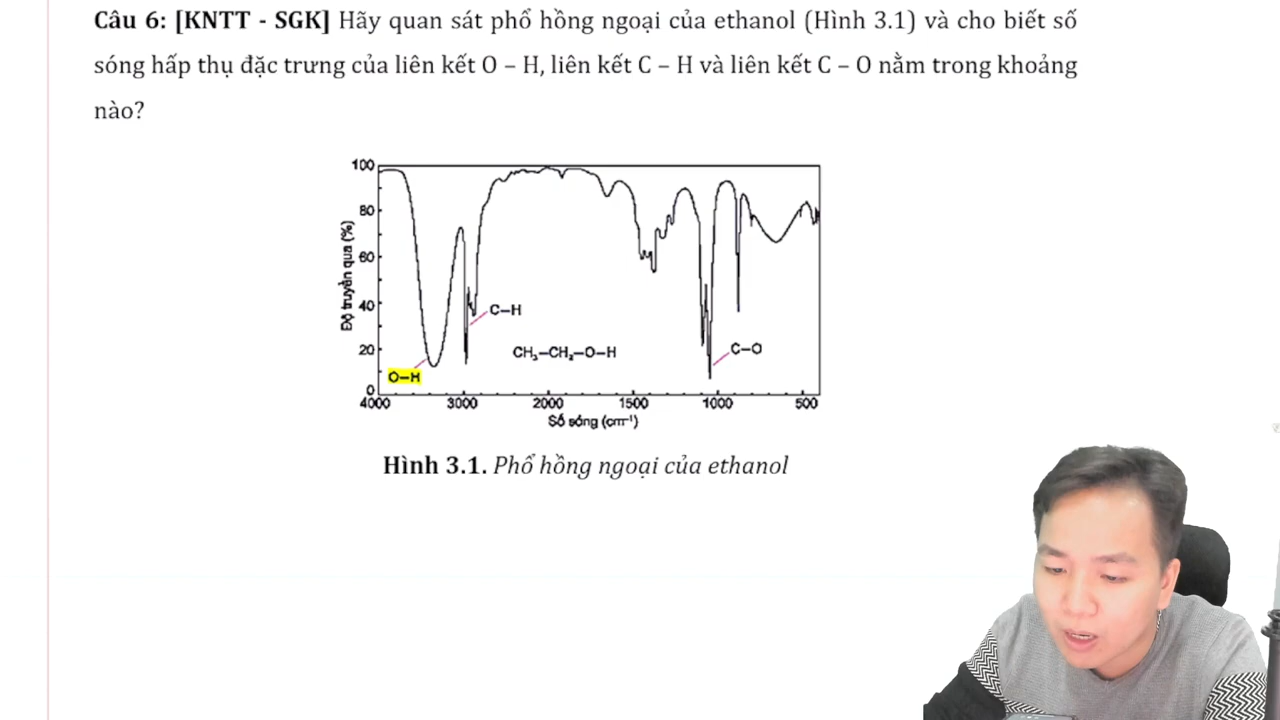 Câu 6: [KNTT - SGK] Hãy quan sát phổ hồng ngoại của ethanol (Hình 3.1) và cho biết số
sóng hấp thụ đặc trưng của liên kết O – H, liên kết C – H và liên kết C – O nằm trong khoảng
nào?
100
80
60
40
20
0
Độ truyền qua (%)
C–H
CH₃–CH₂–O–H
C–O
O–H
4000 3000 2000 1500 1000 500
Số sóng (cm⁻¹)
Hình 3.1. Phổ hồng ngoại của ethanol